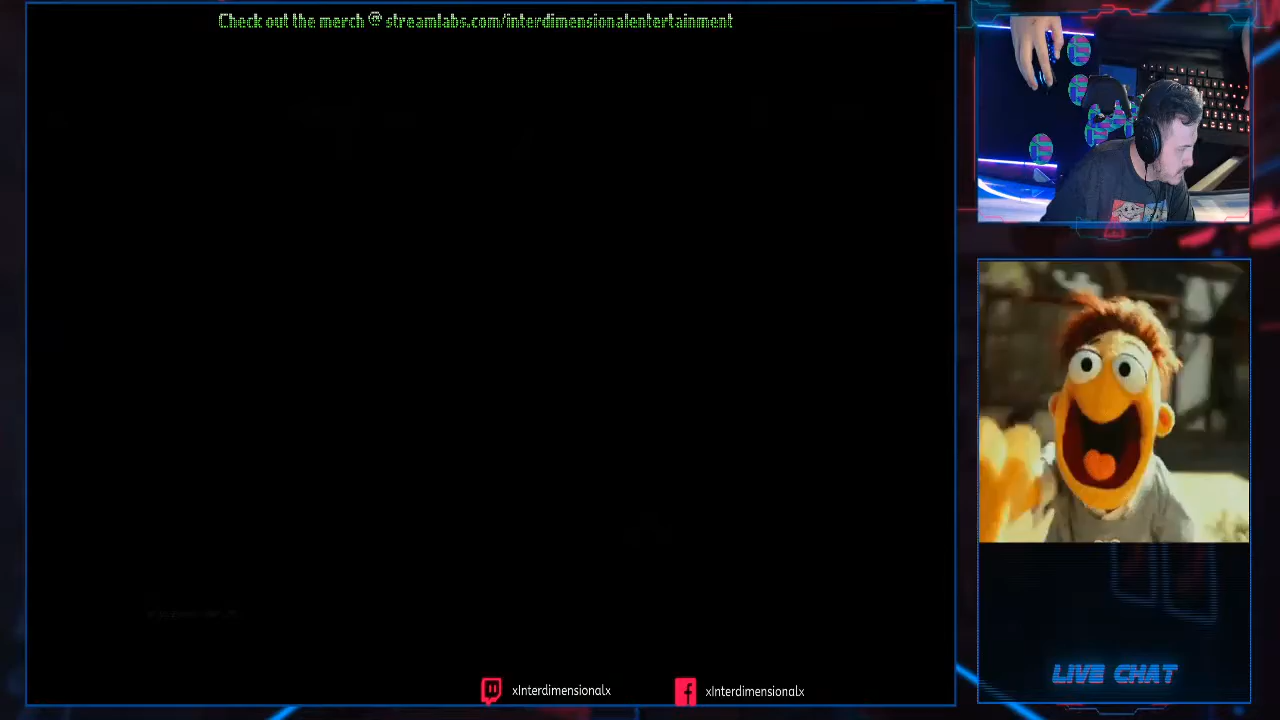 Check out the merch @ streamlabs.com/interdimensionalentertainment
xInterdimensionalx
xInterdimensionalx
LIVE CHAT